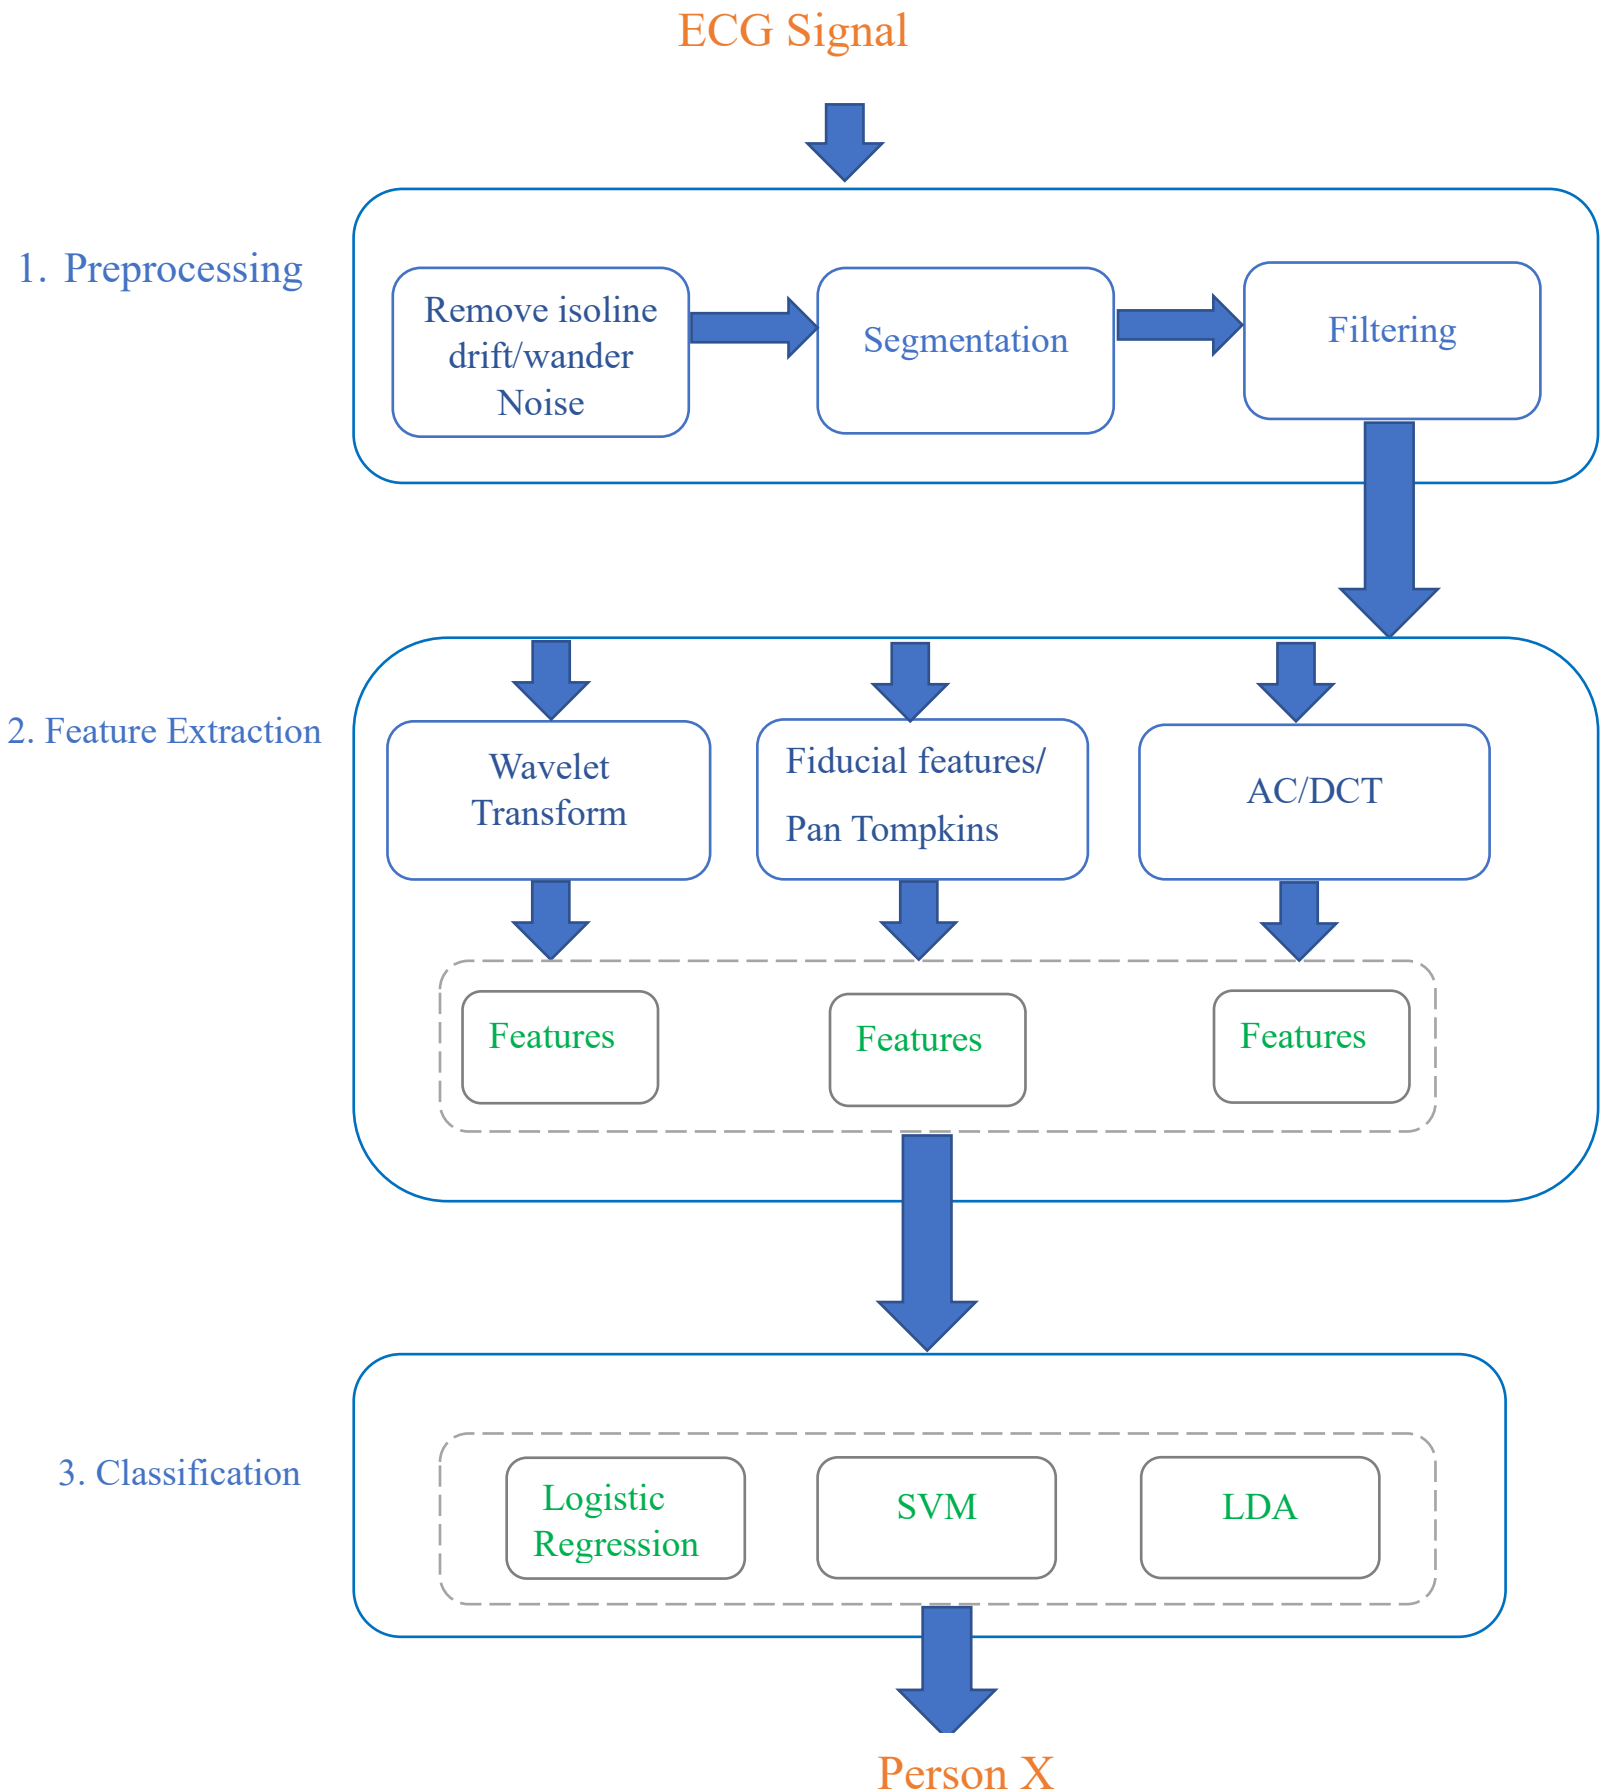 ECG Signal
1. Preprocessing
Remove isoline
drift/wander
Noise
Segmentation
Filtering
2. Feature Extraction
Wavelet
Transform
Fiducial features/
Pan Tompkins
AC/DCT
Features
Features
Features
3. Classification
Logistic
Regression
SVM
LDA
Person X